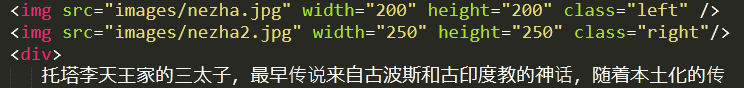 <img src="images/nezha.jpg" width="200" height="200" class="left" />
<img src="images/nezha2.jpg" width="250" height="250" class="right"/>
<div>
托塔李天王家的三太子，最早传说来自古波斯和古印度教的神话，随着本土化的传